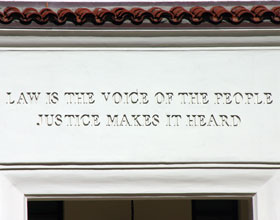 LAW IS THE VOICE OF THE PEOPLE
JUSTICE MAKES IT HEARD